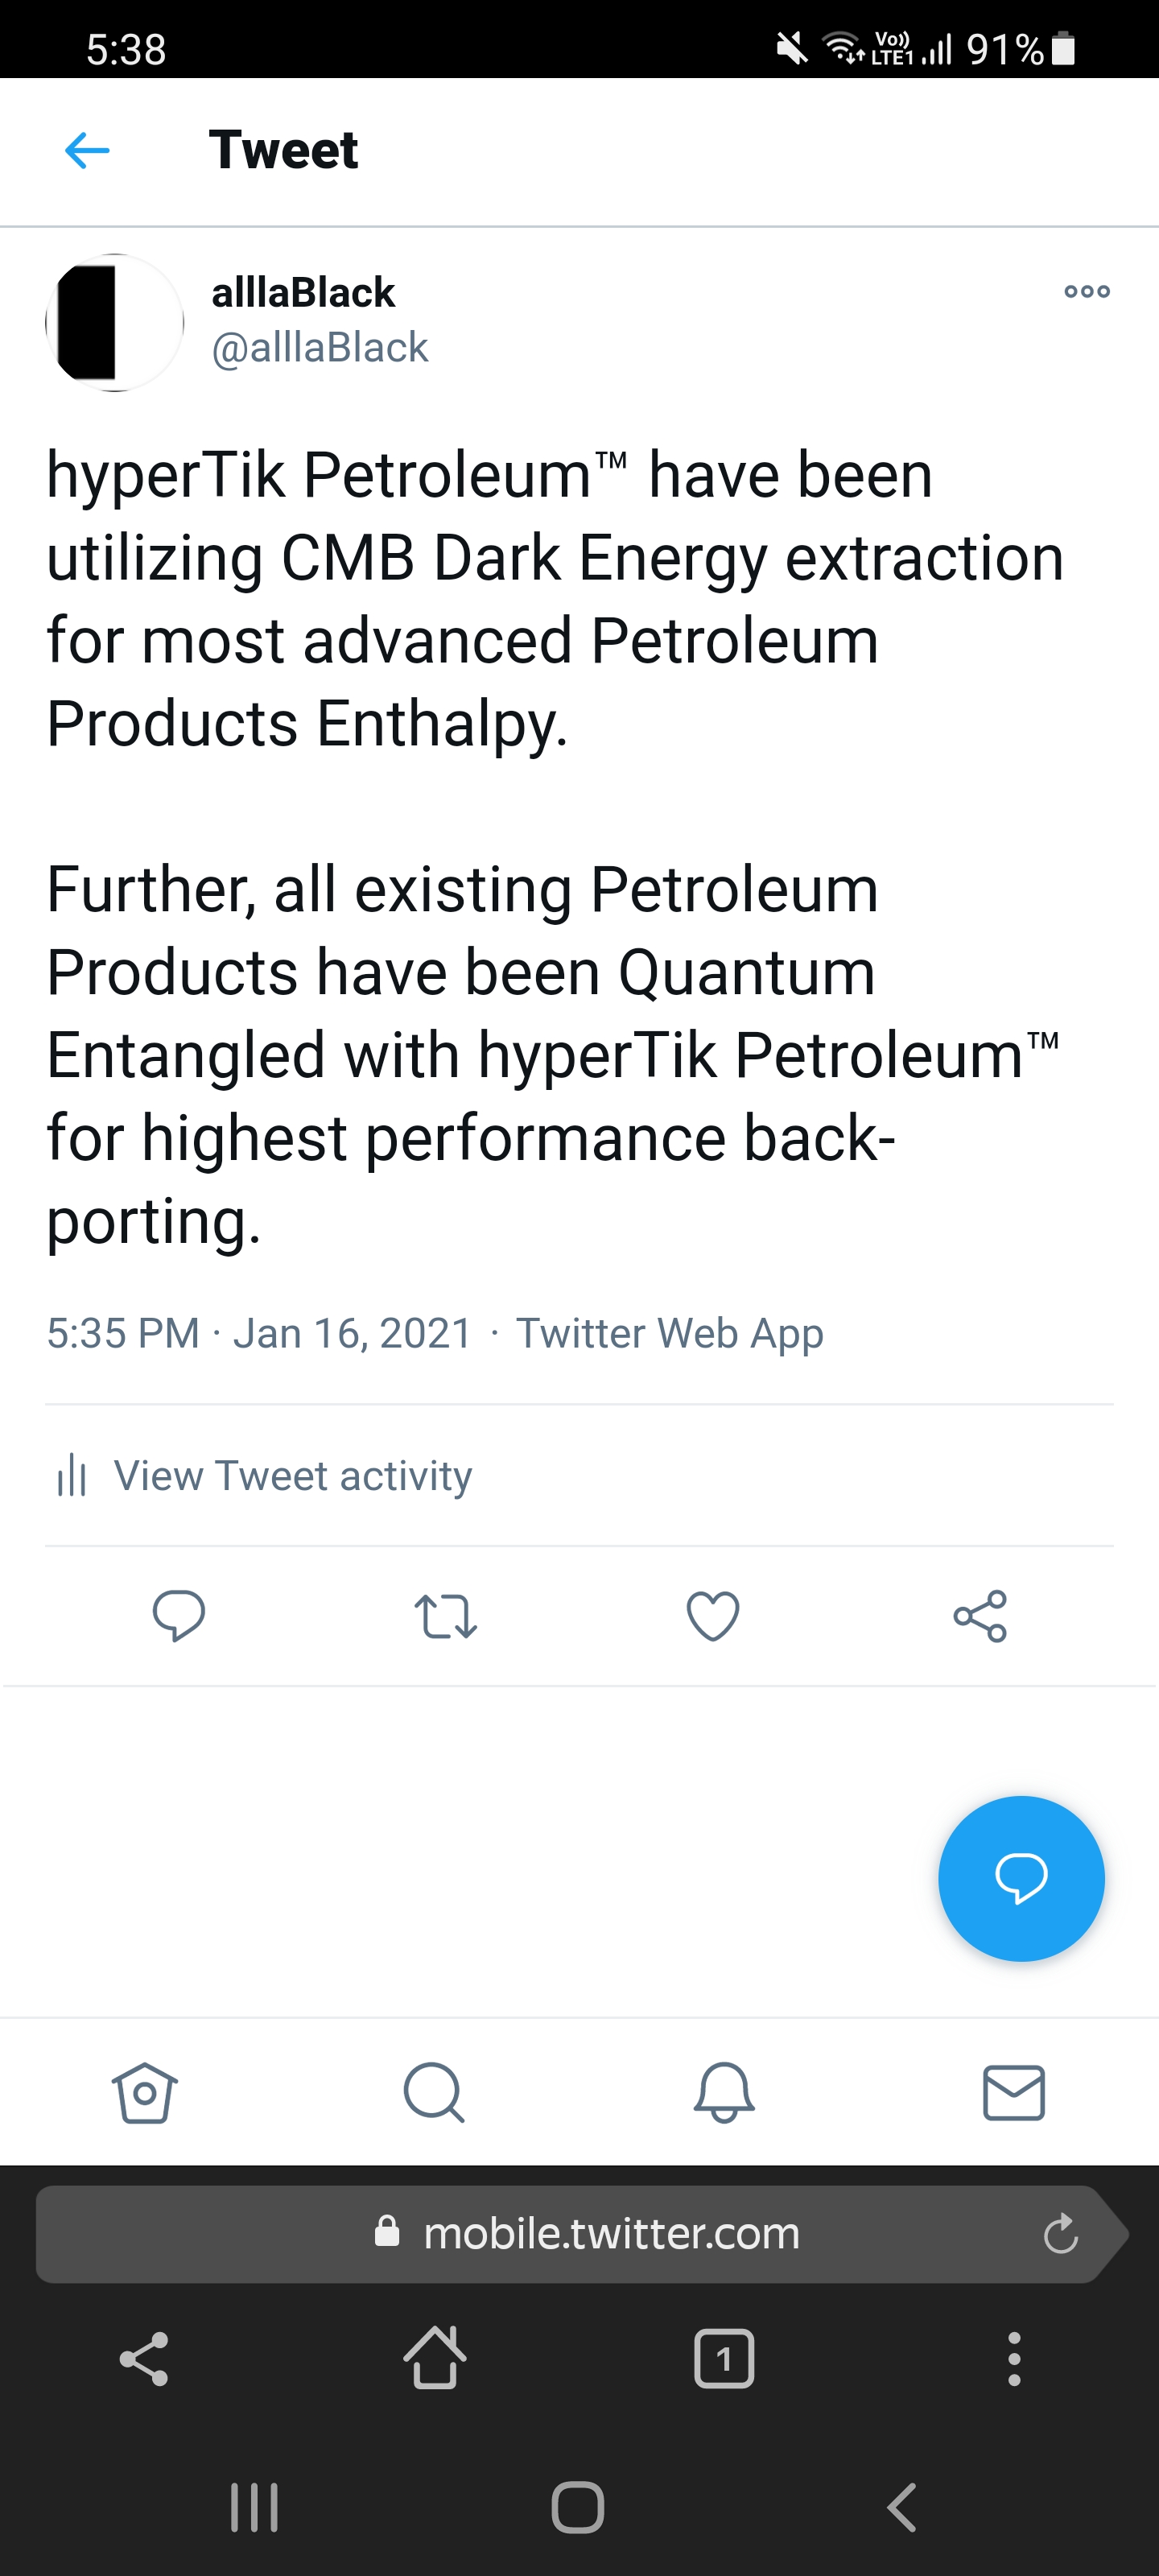 5:38
Vo))
LTE1
91%
Tweet
alllaBlack
@alllaBlack
hyperTik Petroleum™ have been
utilizing CMB Dark Energy extraction
for most advanced Petroleum
Products Enthalpy.
Further, all existing Petroleum
Products have been Quantum
Entangled with hyperTik Petroleum™
for highest performance back-
porting.
5:35 PM · Jan 16, 2021 · Twitter Web App
View Tweet activity
mobile.twitter.com
1